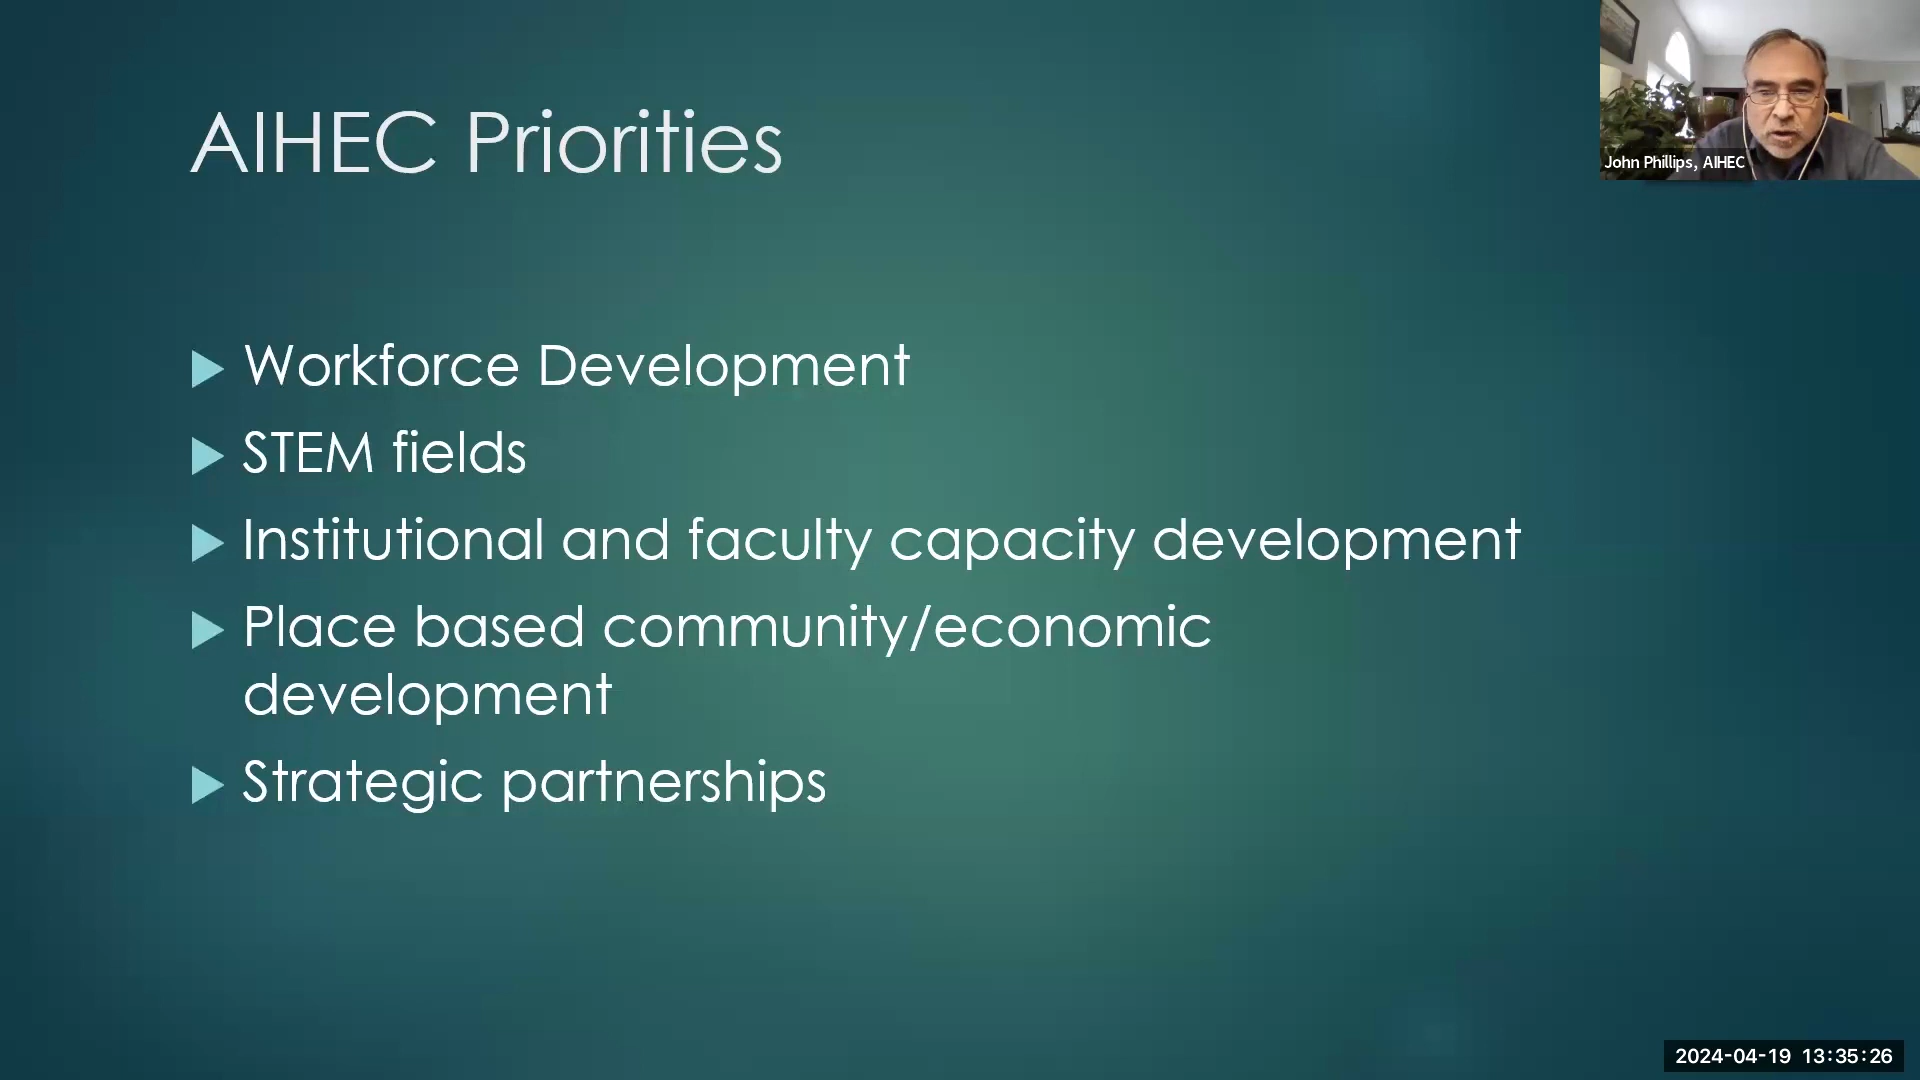 AIHEC Priorities
Workforce Development
STEM fields
Institutional and faculty capacity development
Place based community/economic
development
Strategic partnerships
John Phillips, AIHEC
2024-04-19 13:35:26